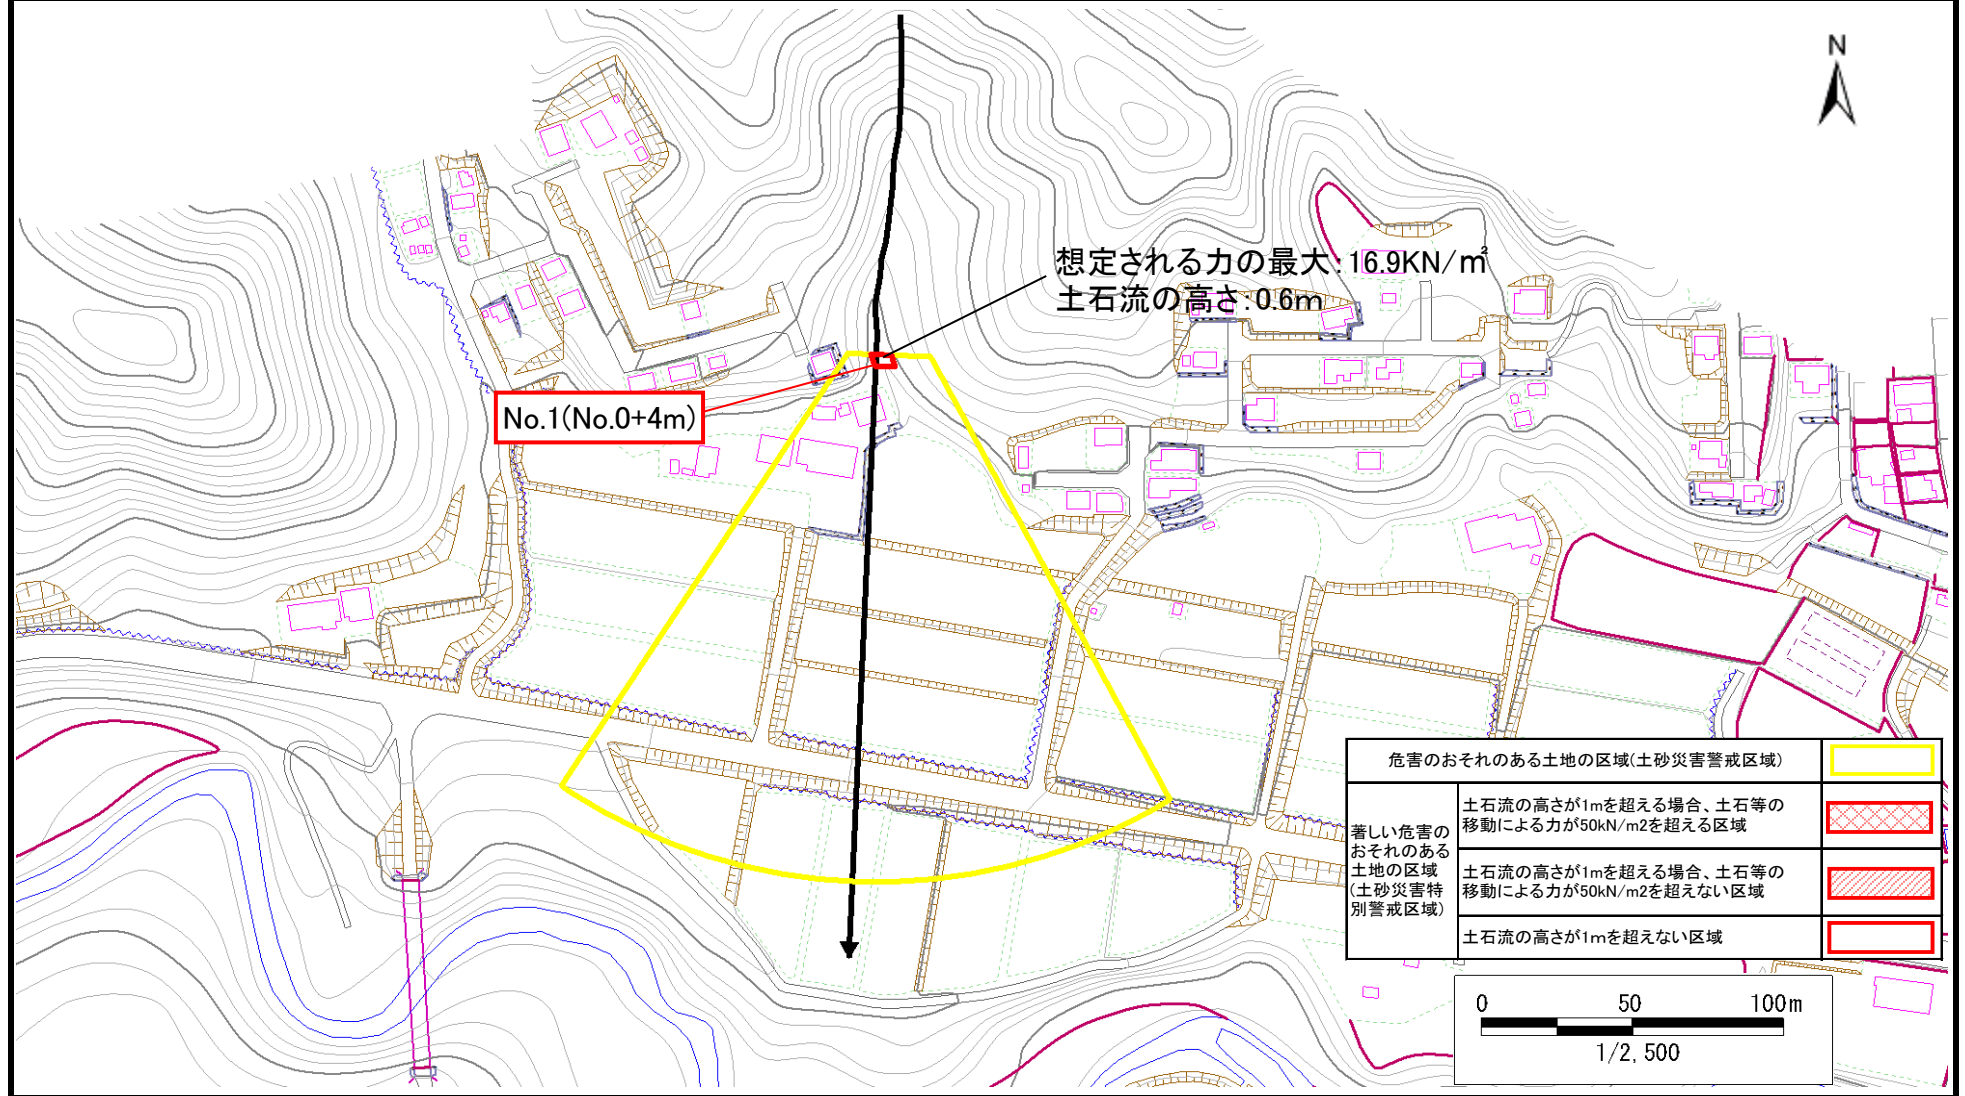 N
想定される力の最大:16.9KN/㎡
土石流の高さ:0.6m
No.1(No.0+4m)
危害のおそれのある土地の区域(土砂災害警戒区域)
著しい危害の
おそれのある
土地の区域
(土砂災害特
別警戒区域)
土石流の高さが1mを超える場合、土石等の
移動による力が50kN/m2を超える区域
土石流の高さが1mを超える場合、土石等の
移動による力が50kN/m2を超えない区域
土石流の高さが1mを超えない区域
0 50 100m
1/2,500